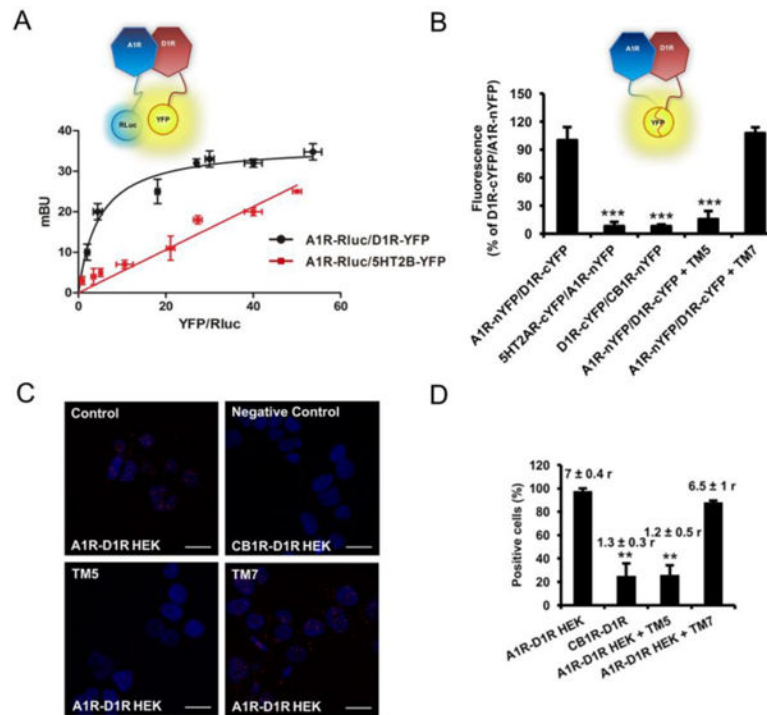 A
A1R
D1R
RLuc
YFP
40
30
20
10
0
mBU
0
20
40
60
YFP/Rluc
A1R-Rluc/D1R-YFP
A1R-Rluc/5HT2B-YFP
B
A1R
D1R
YFP
Fluorescence
(% of D1R-cYFP/A1R-nYFP)
150
120
90
60
30
0
***
***
***
A1R-nYFP/D1R-cYFP
5HT2AR-cYFP/A1R-nYFP
D1R-cYFP/CB1R-nYFP
A1R-nYFP/D1R-cYFP + TM5
A1R-nYFP/D1R-cYFP + TM7
C
Control
A1R-D1R HEK
Negative Control
CB1R-D1R HEK
TM5
A1R-D1R HEK
TM7
A1R-D1R HEK
D
Positive cells (%)
120
100
80
60
40
20
0
7 ± 0.4 r
1.3 ± 0.3 r
**
1.2 ± 0.5 r
**
6.5 ± 1 r
A1R-D1R HEK
CB1R-D1R
A1R-D1R HEK + TM5
A1R-D1R HEK + TM7